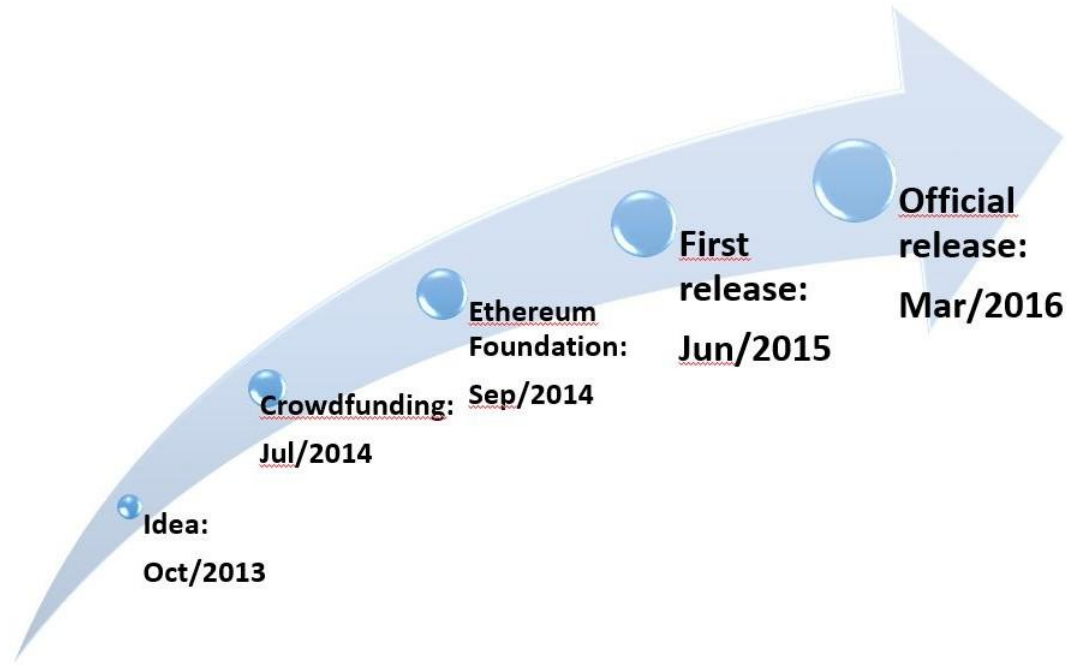 Idea:
Oct/2013
Crowdfunding:
Jul/2014
Ethereum
Foundation:
Sep/2014
First
release:
Jun/2015
Official
release:
Mar/2016